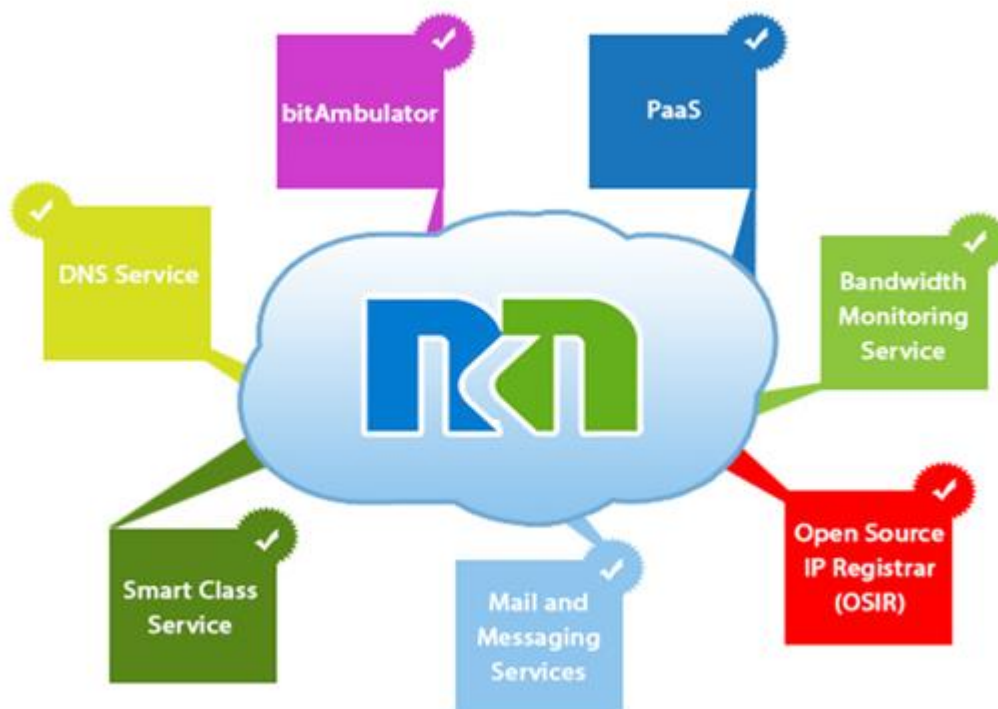 bitAmbulator
PaaS
DNS Service
Bandwidth
Monitoring
Service
Open Source
IP Registrar
(OSIR)
Smart Class
Service
Mail and
Messaging
Services